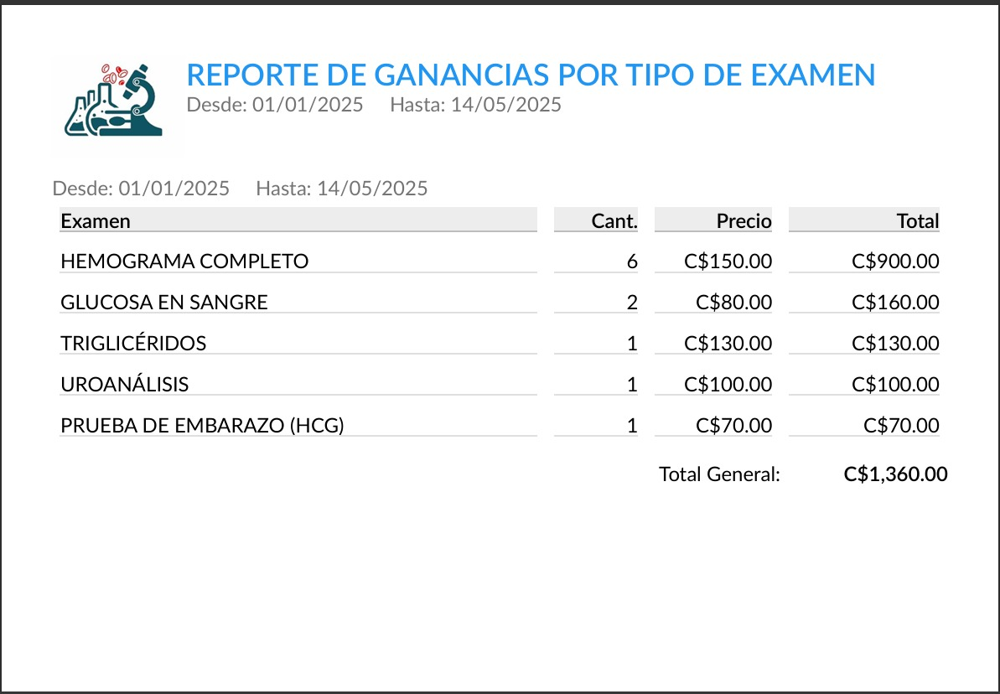 REPORTE DE GANANCIAS POR TIPO DE EXAMEN
Desde: 01/01/2025 Hasta: 14/05/2025
Desde: 01/01/2025 Hasta: 14/05/2025
Examen Cant. Precio Total
HEMOGRAMA COMPLETO 6 C$150.00 C$900.00
GLUCOSA EN SANGRE 2 C$80.00 C$160.00
TRIGLICÉRIDOS 1 C$130.00 C$130.00
UROANÁLISIS 1 C$100.00 C$100.00
PRUEBA DE EMBARAZO (HCG) 1 C$70.00 C$70.00
Total General: C$1,360.00